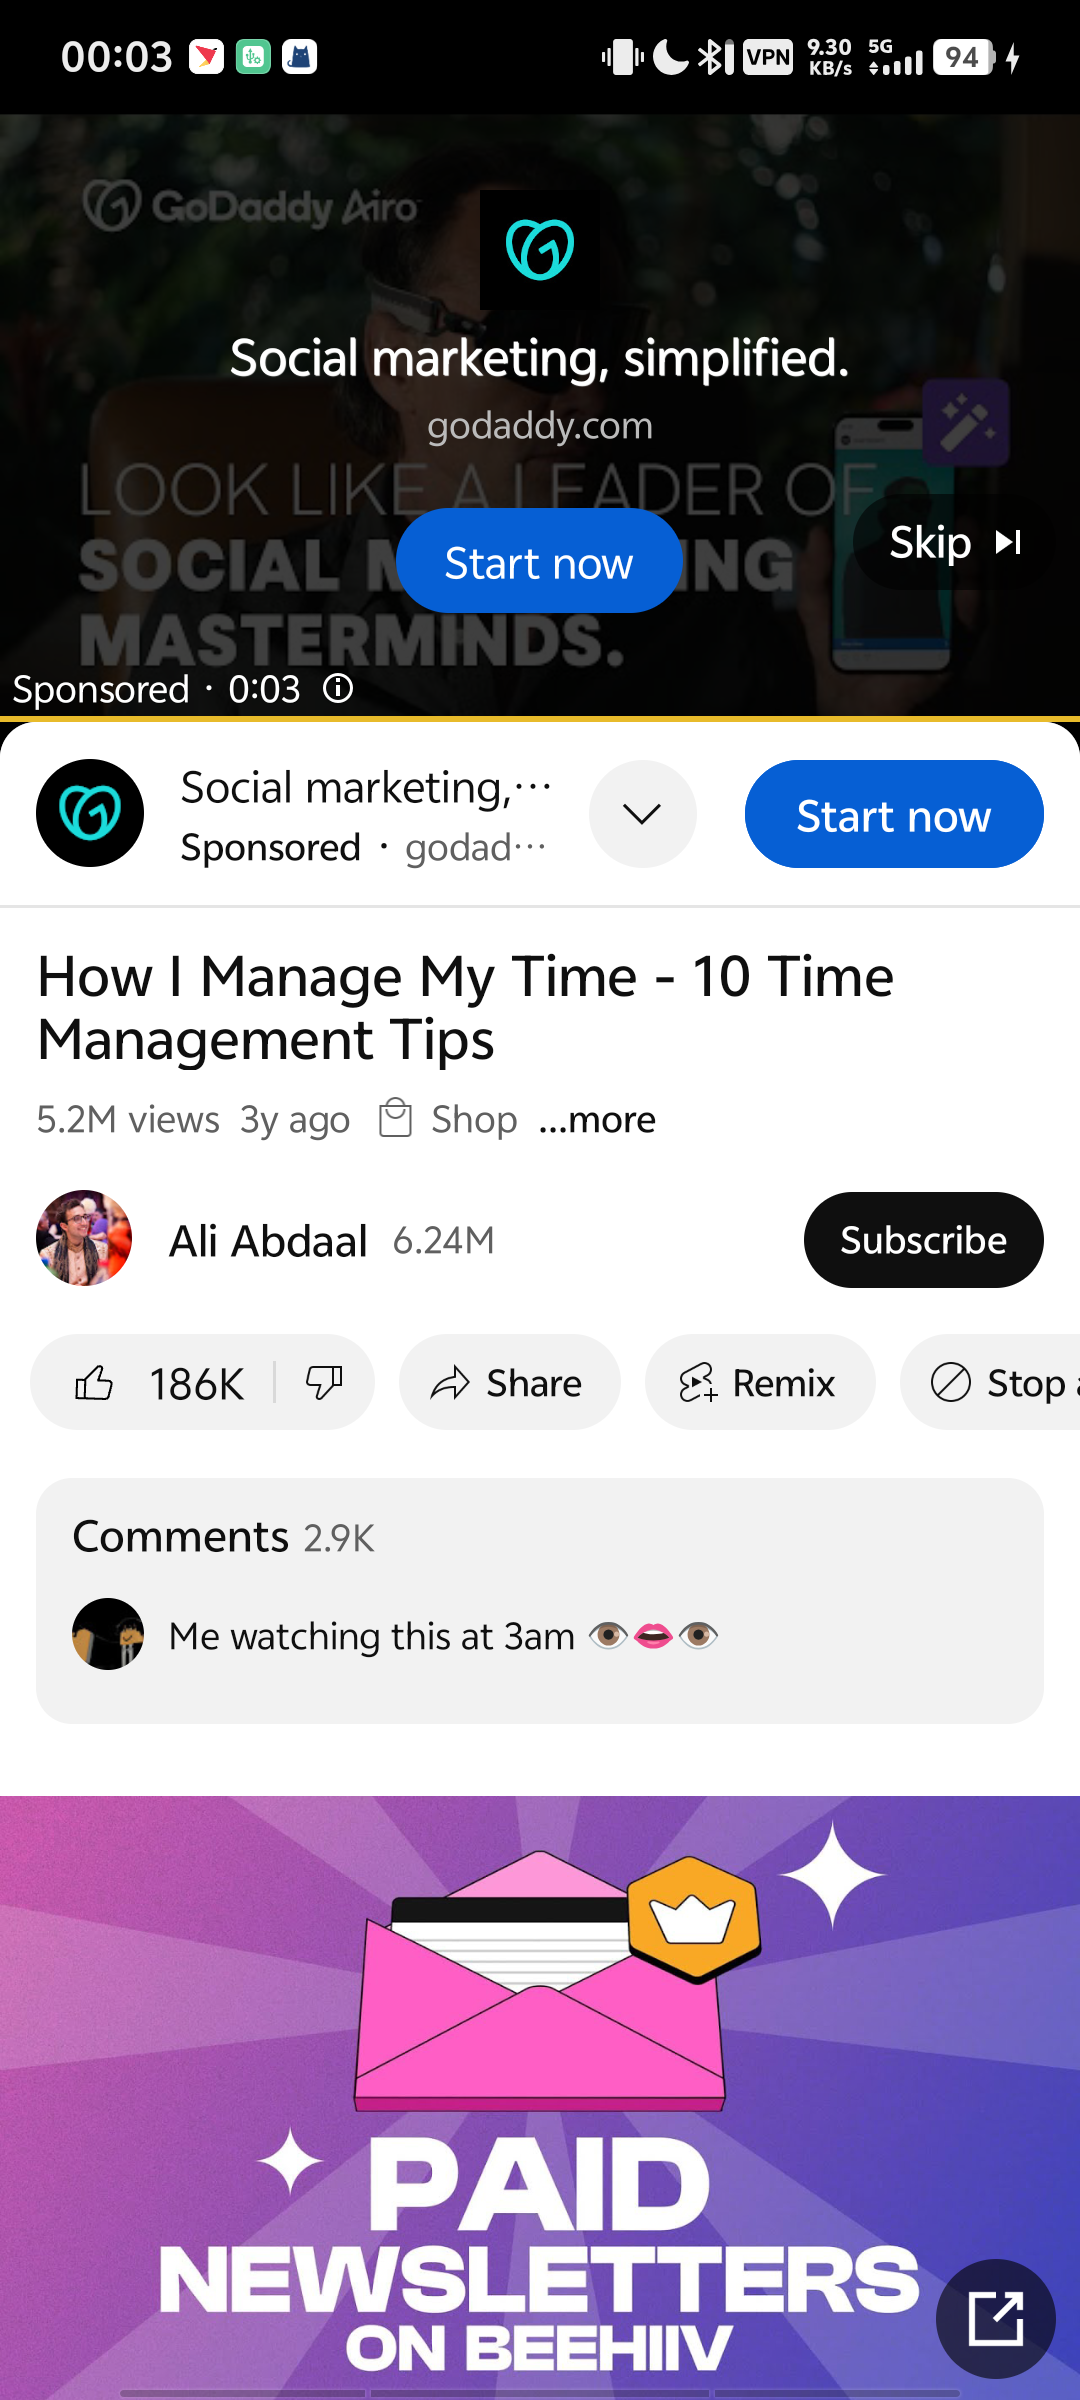 00:03
VPN
9.30
KB/s
5G
94
GoDaddy Airo
Social marketing, simplified.
godaddy.com
LOOK LIKE A LEADER OF
SOCIAL M
NG
MASTERMINDS.
Start now
Skip
Sponsored · 0:03
Social marketing,...
Sponsored · godad...
Start now
How I Manage My Time - 10 Time
Management Tips
5.2M views 3y ago Shop ...more
Ali Abdaal 6.24M
Subscribe
186K
Share
Remix
Stop
Comments 2.9K
Me watching this at 3am 👁️👄👁️
PAID
NEWSLETTERS
ON BEEHIIV